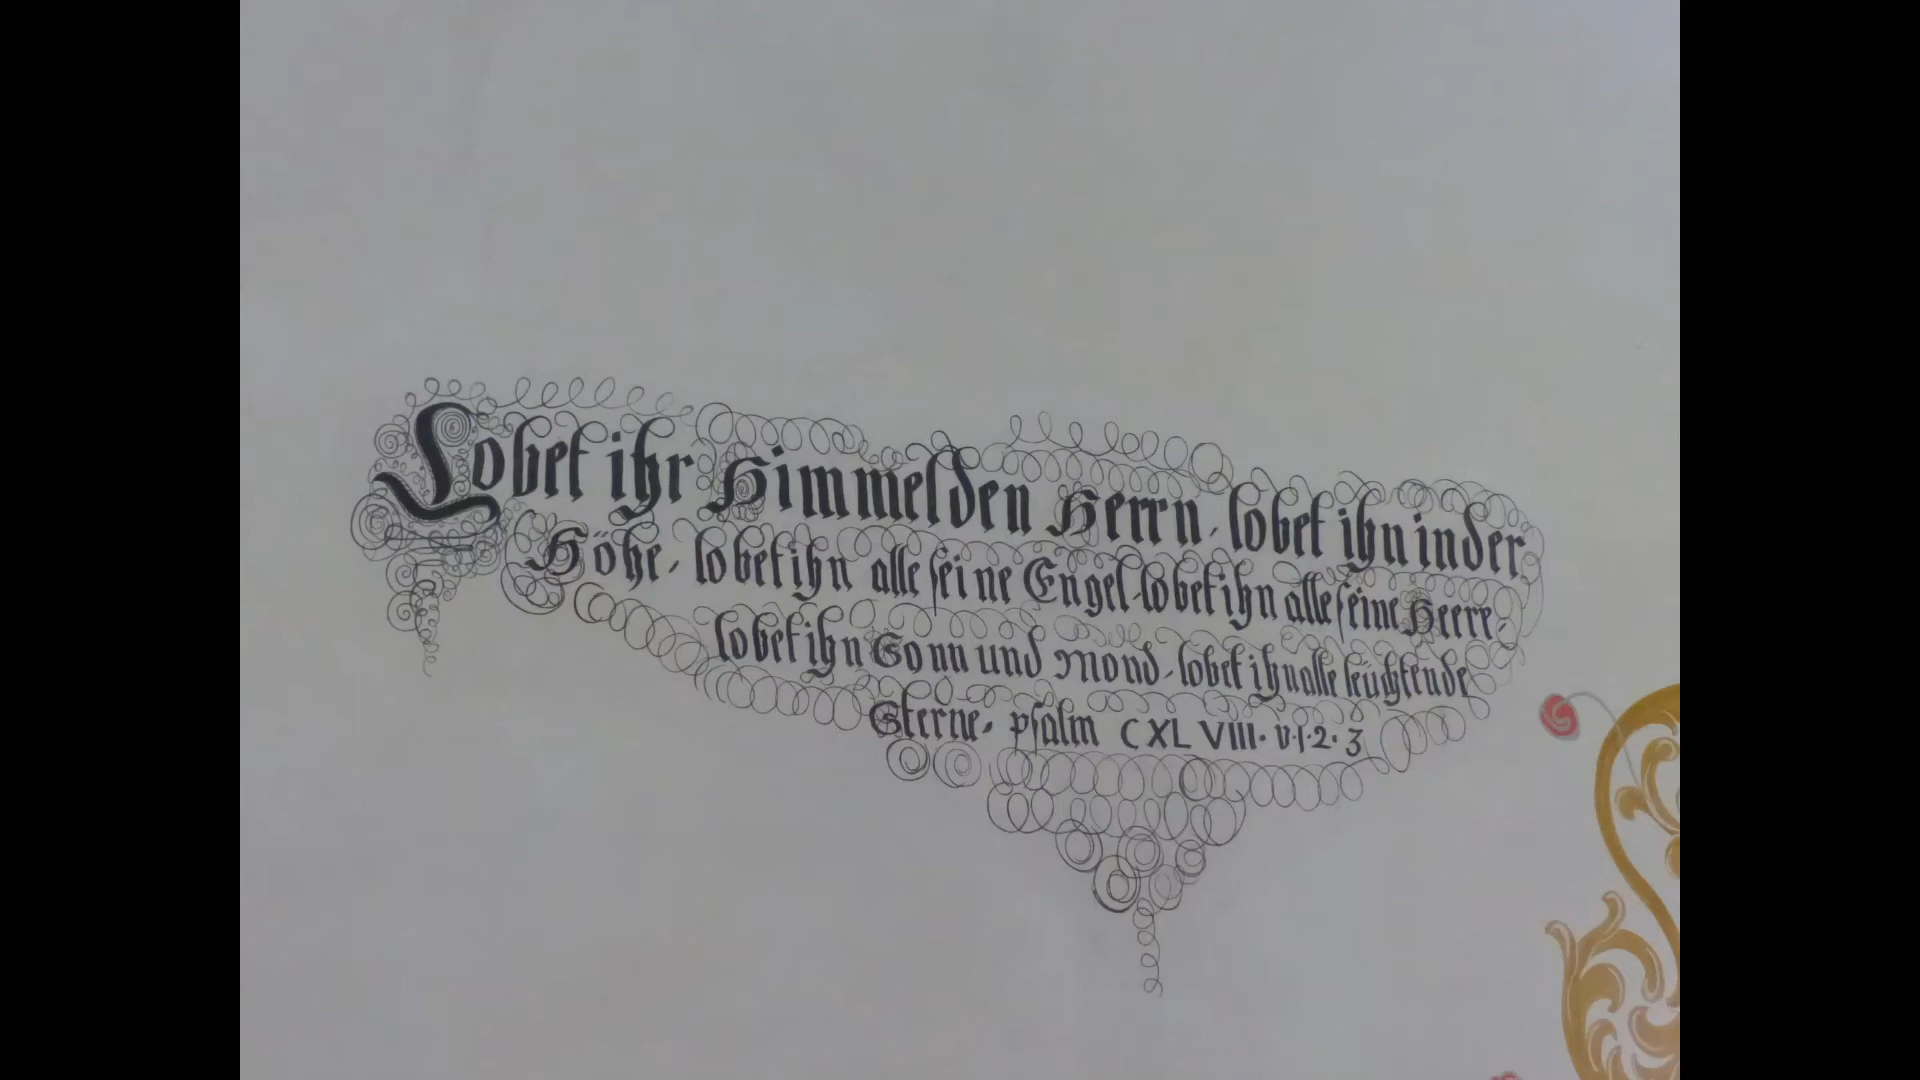 Lobet ihr Himmel den Herrn, lobet ihn in der
Höhe, lobet ihn alle seine Engel, lobet ihn alle seine Heere,
lobet ihn Sonn und Mond, lobet ihn alle leüchtende
Sterne, psalm CXLVIII. v.1.2.3